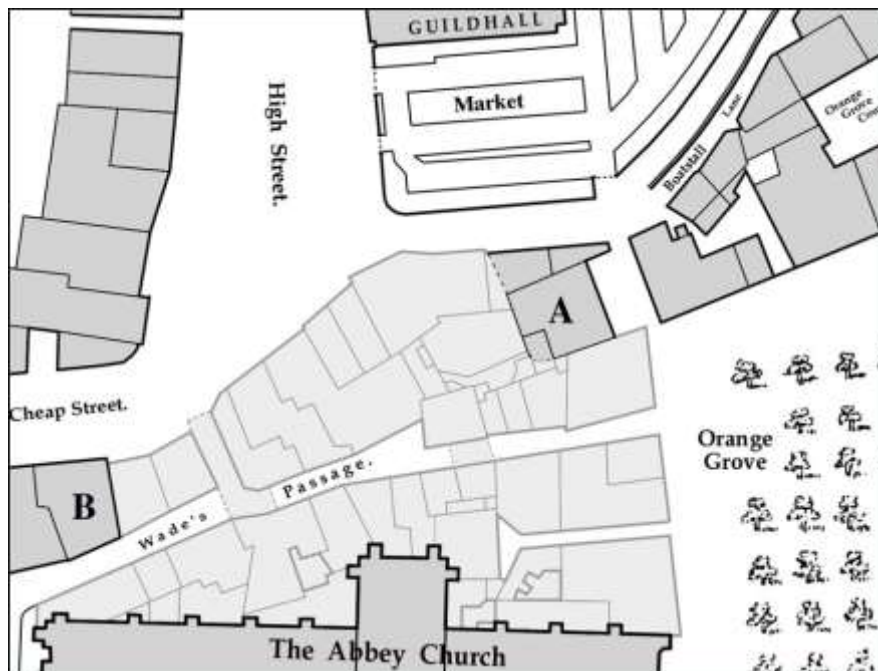 GUILDHALL
High Street.
Market
Boatstall Lane
Orange
Grove
A
Cheap Street.
Orange
Grove
B
Wade's Passage.
The Abbey Church